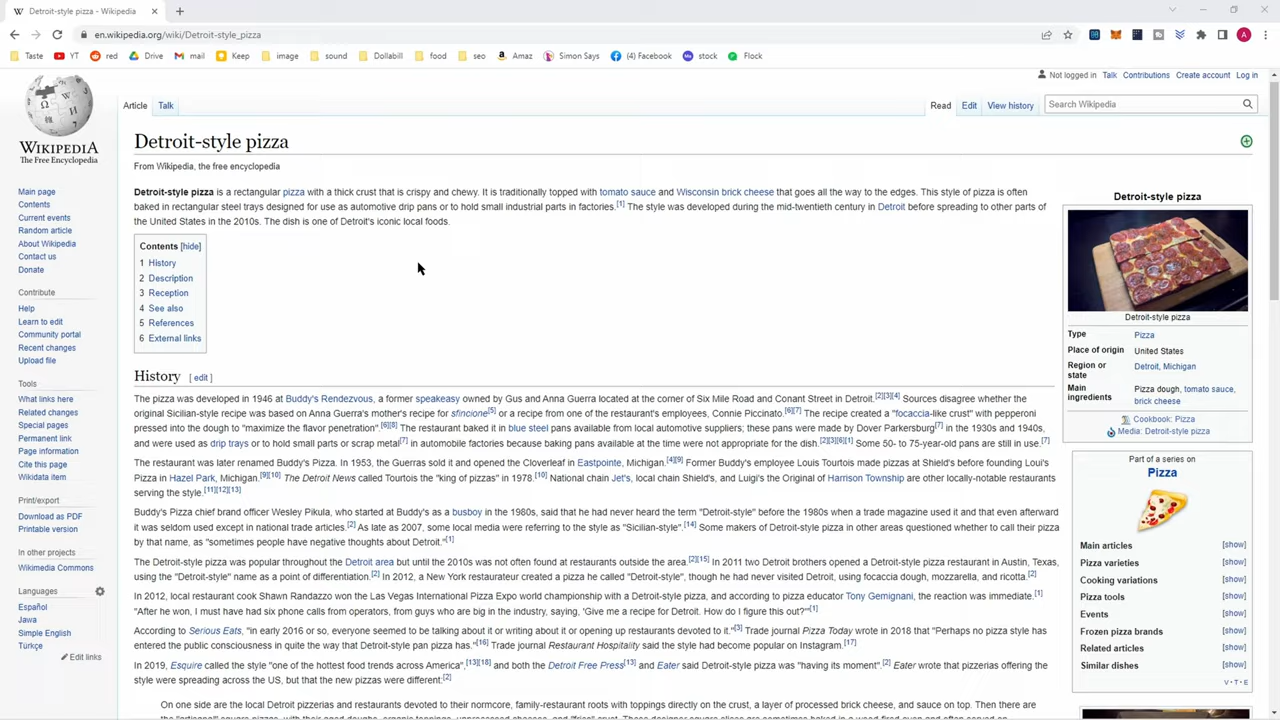 Detroit-style pizza - Wikipedia
en.wikipedia.org/wiki/Detroit-style_pizza
Taste YT red Drive mail Keep image sound Dollabill food seo Amaz Simon Says (4) Facebook stock Flock
Not logged in Talk Contributions Create account Log in
Article Talk Read Edit View history Search Wikipedia
WIKIPEDIA
The Free Encyclopedia
Main page
Contents
Current events
Random article
About Wikipedia
Contact us
Donate
Contribute
Help
Learn to edit
Community portal
Recent changes
Upload file
Tools
What links here
Related changes
Special pages
Permanent link
Page information
Cite this page
Wikidata item
Print/export
Download as PDF
Printable version
In other projects
Wikimedia Commons
Languages
Español
Jawa
Simple English
Türkçe
Edit links
Detroit-style pizza
From Wikipedia, the free encyclopedia
Detroit-style pizza is a rectangular pizza with a thick crust that is crispy and chewy. It is traditionally topped with tomato sauce and Wisconsin brick cheese that goes all the way to the edges. This style of pizza is often
baked in rectangular steel trays designed for use as automotive drip pans or to hold small industrial parts in factories.[1] The style was developed during the mid-twentieth century in Detroit before spreading to other parts of
the United States in the 2010s. The dish is one of Detroit's iconic local foods.
Contents [hide]
1 History
2 Description
3 Reception
4 See also
5 References
6 External links
History [ edit ]
The pizza was developed in 1946 at Buddy's Rendezvous, a former speakeasy owned by Gus and Anna Guerra located at the corner of Six Mile Road and Conant Street in Detroit.[2][3][4] Sources disagree whether the
original Sicilian-style recipe was based on Anna Guerra's mother's recipe for sfincione[5] or a recipe from one of the restaurant's employees, Connie Piccinato.[6][7] The recipe created a "focaccia-like crust" with pepperoni
pressed into the dough to "maximize the flavor penetration".[6][8] The restaurant baked it in blue steel pans available from local automotive suppliers; these pans were made by Dover Parkersburg[7] in the 1930s and 1940s,
and were used as drip trays or to hold small parts or scrap metal[7] in automobile factories because baking pans available at the time were not appropriate for the dish.[2][3][6][1] Some 50- to 75-year-old pans are still in use.[7]
The restaurant was later renamed Buddy's Pizza. In 1953, the Guerras sold it and opened the Cloverleaf in Eastpointe, Michigan.[4][9] Former Buddy's employee Louis Tourtois made pizzas at Shield's before founding Loui's
Pizza in Hazel Park, Michigan.[9][10] The Detroit News called Tourtois the "king of pizzas" in 1978.[10] National chain Jet's, local chain Shield's, and Luigi's the Original of Harrison Township are other locally-notable restaurants
serving the style.[11][12][13]
Buddy's Pizza chief brand officer Wesley Pikula, who started at Buddy's as a busboy in the 1980s, said that he had never heard the term "Detroit-style" before the 1980s when a trade magazine used it and that even afterward
it was seldom used except in national trade articles.[2] As late as 2007, some local media were referring to the style as "Sicilian-style".[14] Some makers of Detroit-style pizza in other areas questioned whether to call their pizza
by that name, as "sometimes people have negative thoughts about Detroit."[1]
The Detroit-style pizza was popular throughout the Detroit area but until the 2010s was not often found at restaurants outside the area.[2][15] In 2011 two Detroit brothers opened a Detroit-style pizza restaurant in Austin, Texas,
using the "Detroit-style" name as a point of differentiation.[2] In 2012, a New York restaurateur created a pizza he called "Detroit-style", though he had never visited Detroit, using focaccia dough, mozzarella, and ricotta.[2]
In 2012, local restaurant cook Shawn Randazzo won the Las Vegas International Pizza Expo world championship with a Detroit-style pizza, and according to pizza educator Tony Gemignani, the reaction was immediate.[1]
"After he won, I must have had six phone calls from operators, from guys who are big in the industry, saying, 'Give me a recipe for Detroit. How do I figure this out?'"[1]
According to Serious Eats, "in early 2016 or so, everyone seemed to be talking about it or writing about it or opening up restaurants devoted to it."[3] Trade journal Pizza Today wrote in 2018 that "Perhaps no pizza style has
entered the public consciousness in quite the way that Detroit-style pan pizza has."[16] Trade journal Restaurant Hospitality said the style had become popular on Instagram.[17]
In 2019, Esquire called the style "one of the hottest food trends across America",[13][18] and both the Detroit Free Press[13] and Eater said Detroit-style pizza was "having its moment".[2] Eater wrote that pizzerias offering the
style were spreading across the US, but that the new pizzas were different:[2]
On one side are the local Detroit pizzerias and restaurants devoted to their normcore, family-restaurant roots with toppings directly on the crust, a layer of processed brick cheese, and sauce on top. Then there are
Detroit-style pizza
Detroit-style pizza
Type Pizza
Place of origin United States
Region or state Detroit, Michigan
Main ingredients Pizza dough, tomato sauce, brick cheese
Cookbook: Pizza
Media: Detroit-style pizza
Part of a series on
Pizza
Main articles [show]
Pizza varieties [show]
Cooking variations [show]
Pizza tools [show]
Events [show]
Frozen pizza brands [show]
Related articles [show]
Similar dishes [show]
V·T·E